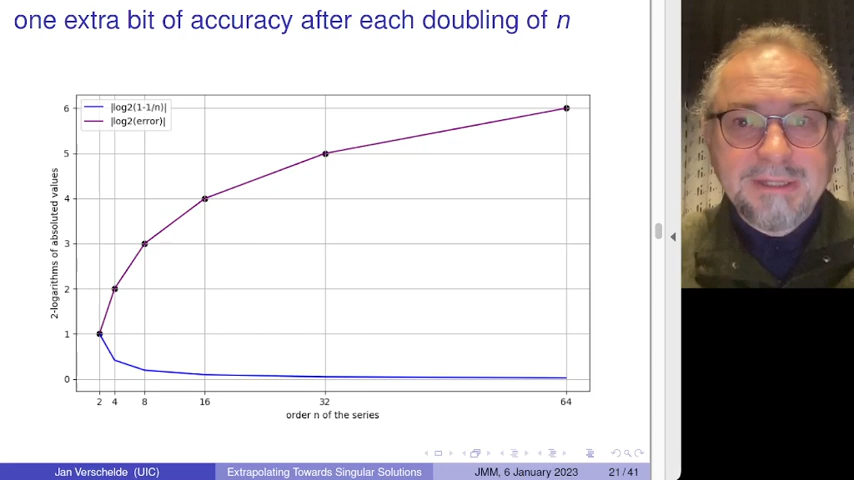 one extra bit of accuracy after each doubling of n
|log2(1-1/n)|
|log2(error)|
6
5
4
3
2
1
0
2-logarithms of absoluted values
2 4 8 16 32 64
order n of the series
Jan Verschelde (UIC) Extrapolating Towards Singular Solutions JMM, 6 January 2023 21 / 41